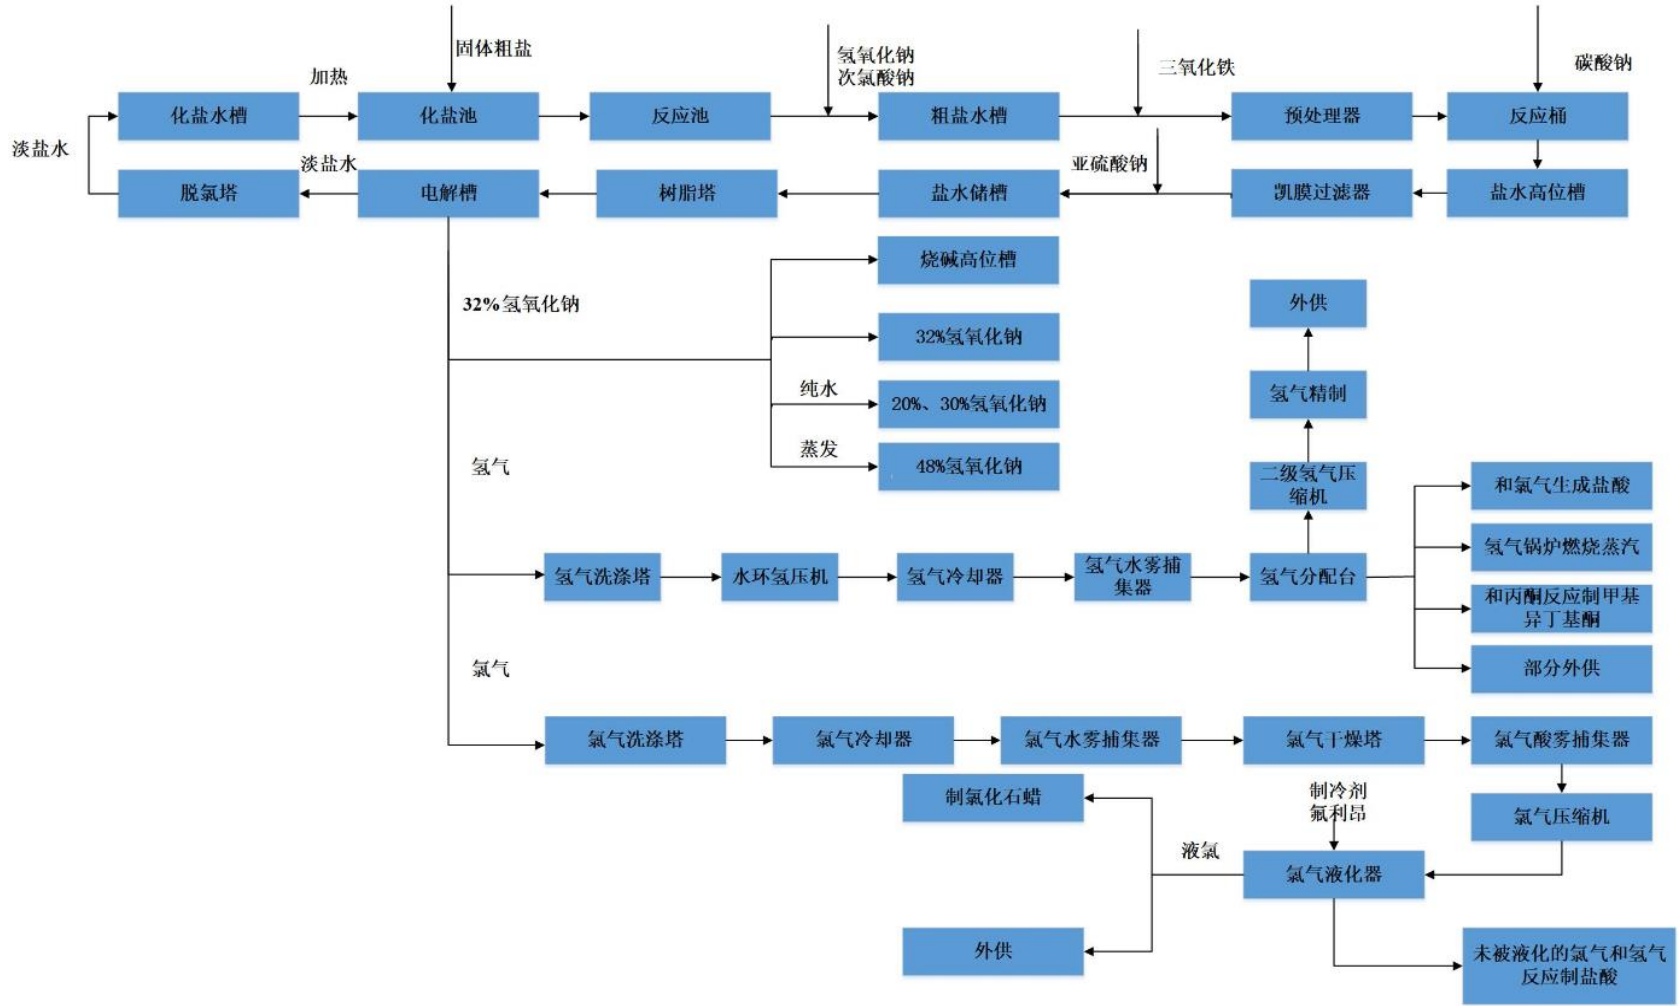 固体粗盐
氢氧化钠
次氯酸钠
三氧化铁
碳酸钠
加热
化盐水槽
化盐池
反应池
粗盐水槽
预处理器
反应桶
淡盐水
淡盐水
亚硫酸钠
脱氯塔
电解槽
树脂塔
盐水储槽
凯膜过滤器
盐水高位槽
烧碱高位槽
32%氢氧化钠
外供
32%氢氧化钠
纯水
20%、30%氢氧化钠
氢气精制
蒸发
48%氢氧化钠
氢气
二级氢气压
缩机
和氯气生成盐酸
氢气锅炉燃烧蒸汽
氢气洗涤塔
水环氢压机
氢气冷却器
氢气水雾捕
集器
氢气分配台
和丙酮反应制甲基
异丁基酮
部分外供
氯气
氯气洗涤塔
氯气冷却器
氯气水雾捕集器
氯气干燥塔
氯气酸雾捕集器
制氯化石蜡
制冷剂
氟利昂
氯气压缩机
液氯
氯气液化器
外供
未被液化的氯气和氢气
反应制盐酸